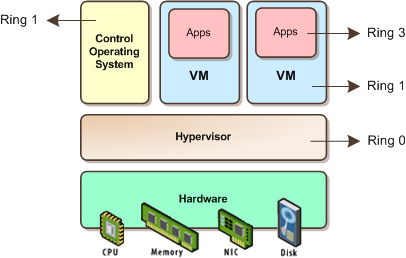 Ring 1
Control
Operating
System
Apps
VM
Apps
VM
Ring 3
Ring 1
Hypervisor
Ring 0
Hardware
CPU
Memory
NIC
Disk